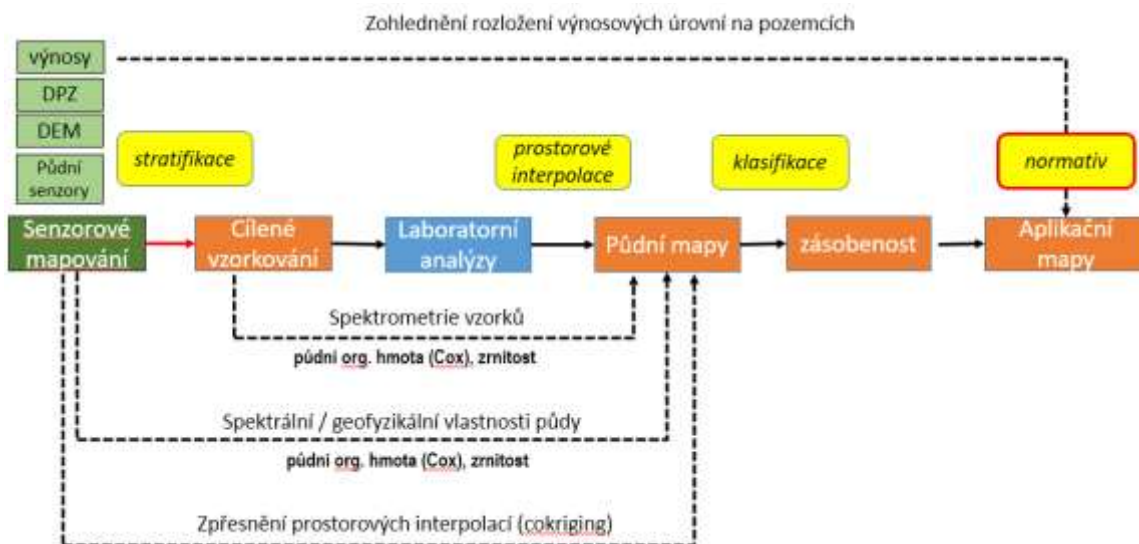 Zohlednění rozložení výnosových úrovní na pozemcích
výnosy
DPZ
DEM
Půdní
senzory
stratifikace
prostorové
interpolace
klasifikace
normativ
Senzorové
mapování
Cílené
vzorkování
Laboratorní
analýzy
Půdní mapy
zásobenost
Aplikační
mapy
Spektrometrie vzorků
půdní org. hmota (Cox), zrnitost
Spektrální / geofyzikální vlastnosti půdy
půdní org. hmota (Cox), zrnitost
Zpřesnění prostorových interpolací (cokriging)